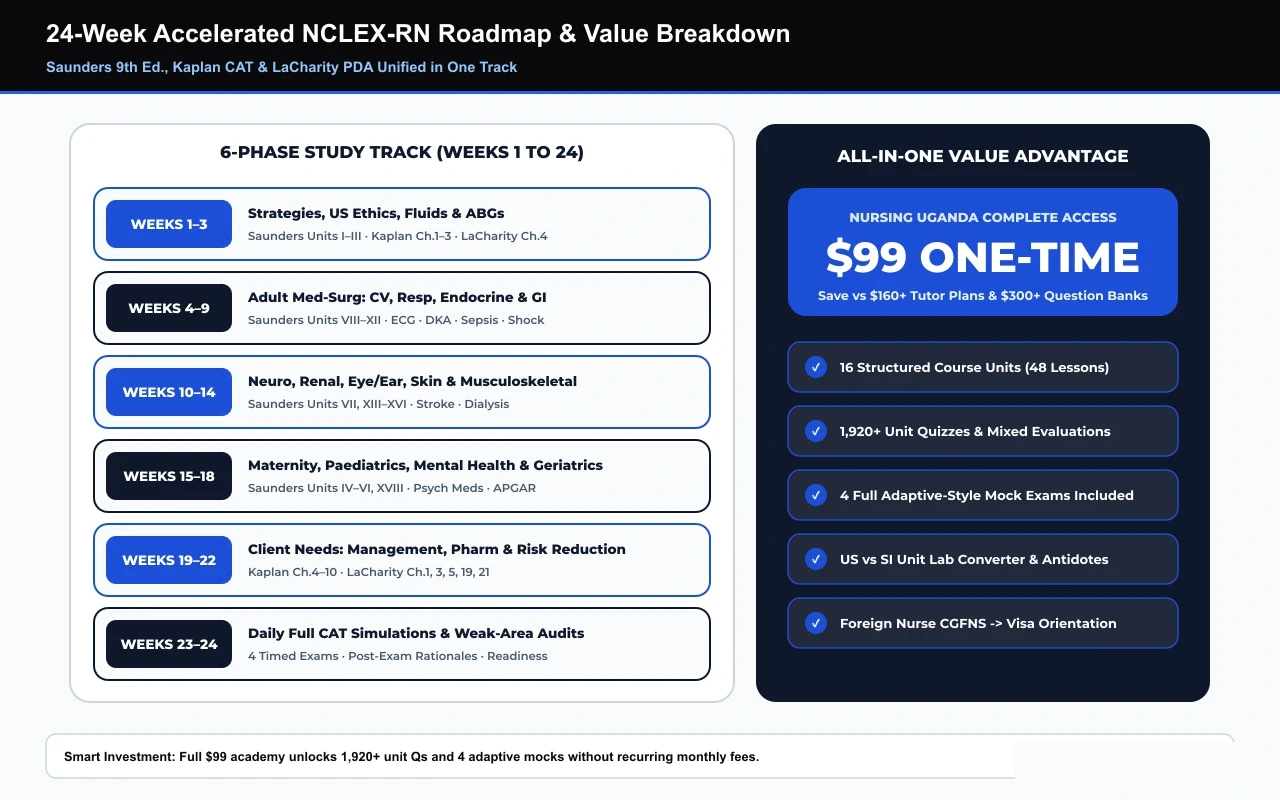 24-Week Accelerated NCLEX-RN Roadmap & Value Breakdown
Saunders 9th Ed., Kaplan CAT & LaCharity PDA Unified in One Track
6-PHASE STUDY TRACK (WEEKS 1 TO 24)
WEEKS 1–3
Strategies, US Ethics, Fluids & ABGs
Saunders Units I–III · Kaplan Ch.1–3 · LaCharity Ch.4
WEEKS 4–9
Adult Med-Surg: CV, Resp, Endocrine & GI
Saunders Units VIII–XII · ECG · DKA · Sepsis · Shock
WEEKS 10–14
Neuro, Renal, Eye/Ear, Skin & Musculoskeletal
Saunders Units VII, XIII–XVI · Stroke · Dialysis
WEEKS 15–18
Maternity, Paediatrics, Mental Health & Geriatrics
Saunders Units IV–VI, XVIII · Psych Meds · APGAR
WEEKS 19–22
Client Needs: Management, Pharm & Risk Reduction
Kaplan Ch.4–10 · LaCharity Ch.1, 3, 5, 19, 21
WEEKS 23–24
Daily Full CAT Simulations & Weak-Area Audits
4 Timed Exams · Post-Exam Rationales · Readiness
ALL-IN-ONE VALUE ADVANTAGE
NURSING UGANDA COMPLETE ACCESS
$99 ONE-TIME
Save vs $160+ Tutor Plans & $300+ Question Banks
✓ 16 Structured Course Units (48 Lessons)
✓ 1,920+ Unit Quizzes & Mixed Evaluations
✓ 4 Full Adaptive-Style Mock Exams Included
✓ US vs SI Unit Lab Converter & Antidotes
✓ Foreign Nurse CGFNS -> Visa Orientation
Smart Investment: Full $99 academy unlocks 1,920+ unit Qs and 4 adaptive mocks without recurring monthly fees.